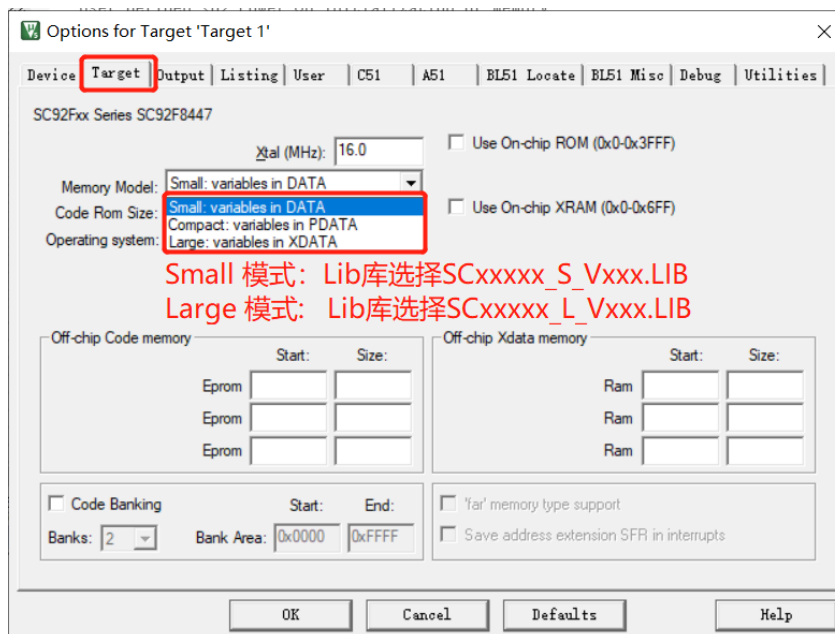 Options for Target 'Target 1'
Device Target Output Listing User C51 A51 BL51 Locate BL51 Misc Debug Utilities
SC92Fxx Series SC92F8447
Xtal (MHz): 16.0
Use On-chip ROM (0x0-0x3FFF)
Memory Model: Small: variables in DATA
Code Rom Size: Small: variables in DATA
Use On-chip XRAM (0x0-0x6FF)
Compact: variables in PDATA
Operating system: Large: variables in XDATA
Small 模式：Lib库选择SCxxxxx_S_Vxxx.LIB
Large 模式： Lib库选择SCxxxxx_L_Vxxx.LIB
Off-chip Code memory
Start: Size:
Eprom
Eprom
Eprom
Off-chip Xdata memory
Start: Size:
Ram
Ram
Ram
Code Banking Start: End:
Banks: 2 Bank Area: 0x0000 0xFFFF
'far' memory type support
Save address extension SFR in interrupts
OK Cancel Defaults Help